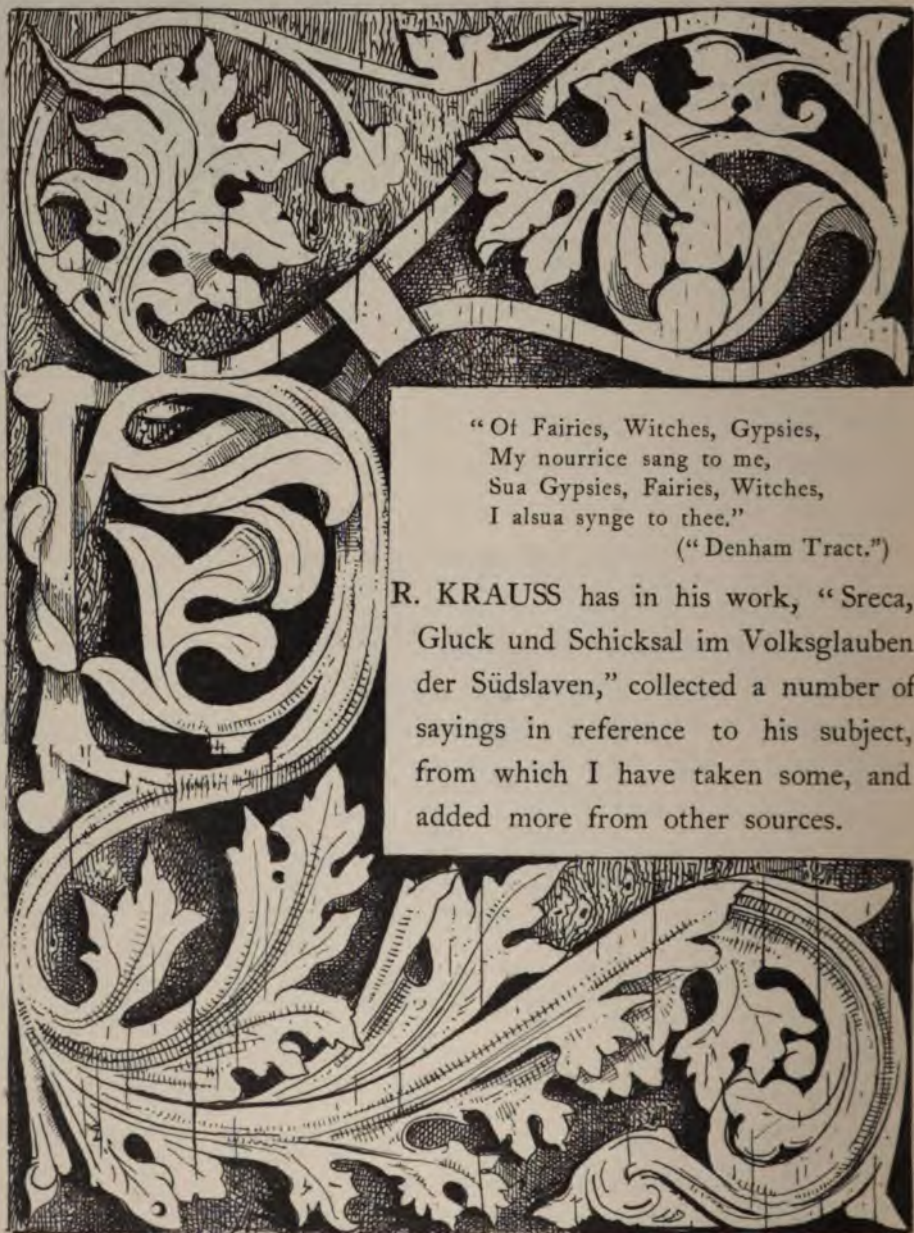 “Of Fairies, Witches, Gypsies,
My nourrice sang to me,
Sua Gypsies, Fairies, Witches,
I alsua synge to thee.”
(“Denham Tract.”)
DR. KRAUSS has in his work, “Sreca,
Gluck und Schicksal im Volksglauben
der Südslaven,” collected a number of
sayings in reference to his subject,
from which I have taken some, and
added more from other sources.